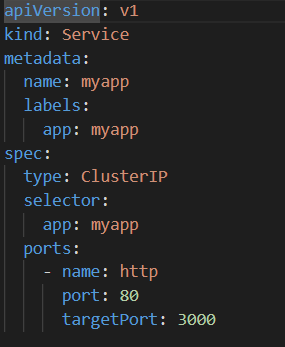 apiVersion: v1
kind: Service
metadata:
  name: myapp
  labels:
    app: myapp
spec:
  type: ClusterIP
  selector:
    app: myapp
  ports:
    - name: http
      port: 80
      targetPort: 3000